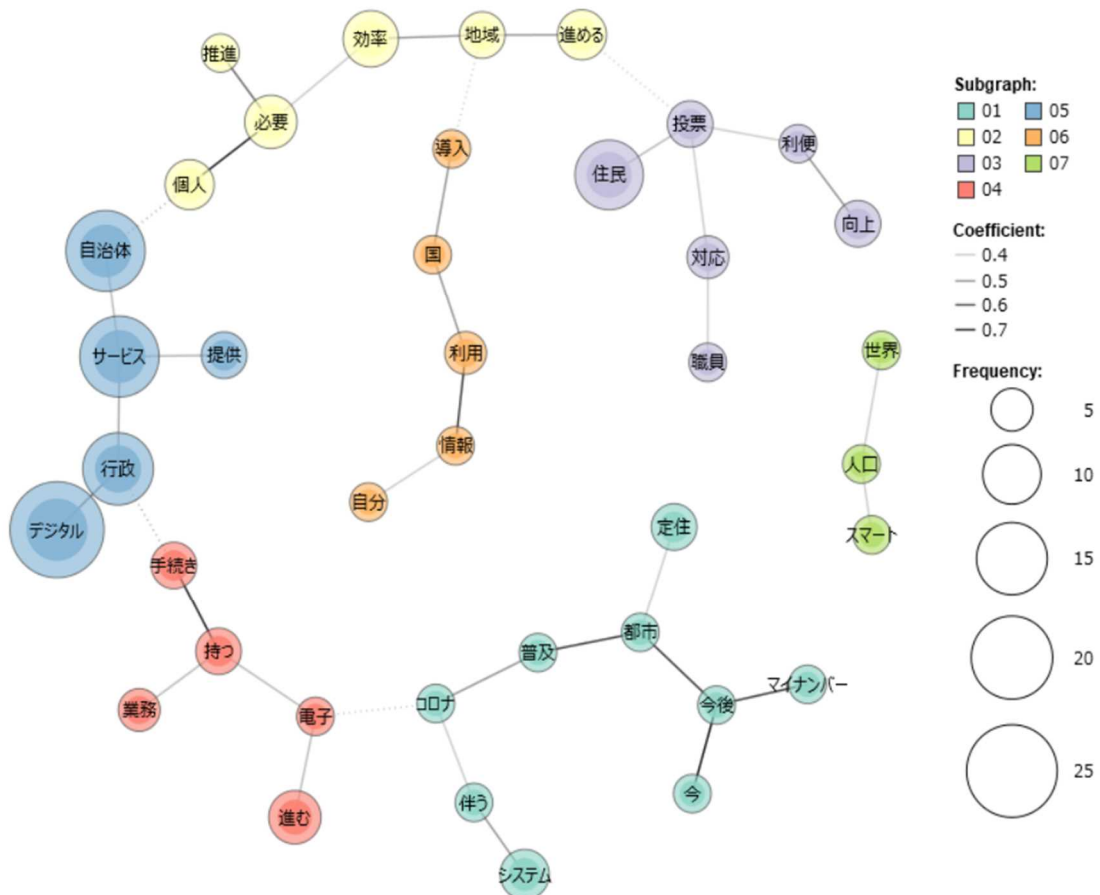 効率
地域
進める
推進
必要
個人
自治体
サービス
提供
行政
デジタル
導入
国
利用
情報
自分
投票
利便
住民
向上
対応
職員
世界
人口
スマート
手続き
持つ
業務
電子
進む
定住
都市
普及
マイナンバー
コロナ
今後
伴う
今
システム
Subgraph:
01 05
02 06
03 07
04
Coefficient:
0.4
0.5
0.6
0.7
Frequency:
5
10
15
20
25